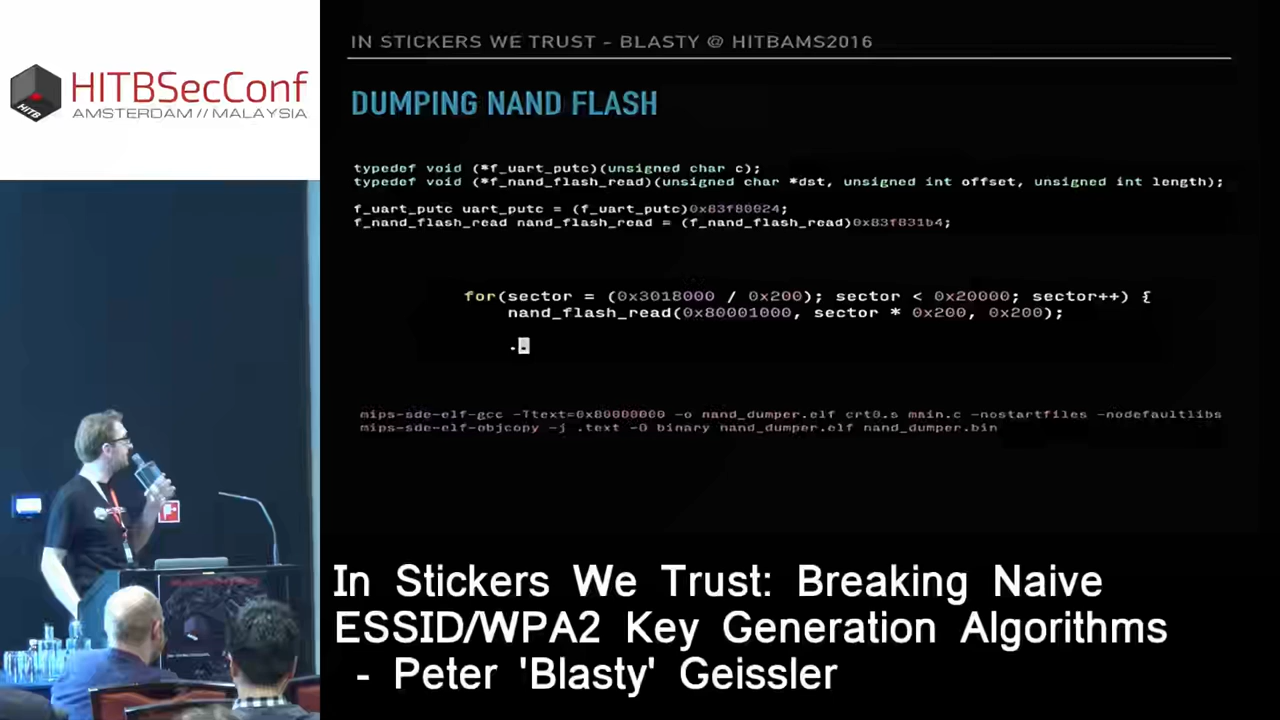 HITBSecConf
AMSTERDAM // MALAYSIA
HITB
IN STICKERS WE TRUST - BLASTY @ HITBAMS2016
DUMPING NAND FLASH
typedef void (*f_uart_putc)(unsigned char c);
typedef void (*f_nand_flash_read)(unsigned char *dst, unsigned int offset, unsigned int length);
f_uart_putc uart_putc = (f_uart_putc)0x83f80024;
f_nand_flash_read nand_flash_read = (f_nand_flash_read)0x83f831b4;
for(sector = (0x3018000 / 0x200); sector < 0x20000; sector++) {
nand_flash_read(0x80001000, sector * 0x200, 0x200);
..
mips-sde-elf-gcc -Ttext=0x80000000 -o nand_dumper.elf crt0.s main.c -nostartfiles -nodefaultlibs
mips-sde-elf-objcopy -j .text -O binary nand_dumper.elf nand_dumper.bin
In Stickers We Trust: Breaking Naive
ESSID/WPA2 Key Generation Algorithms
- Peter 'Blasty' Geissler